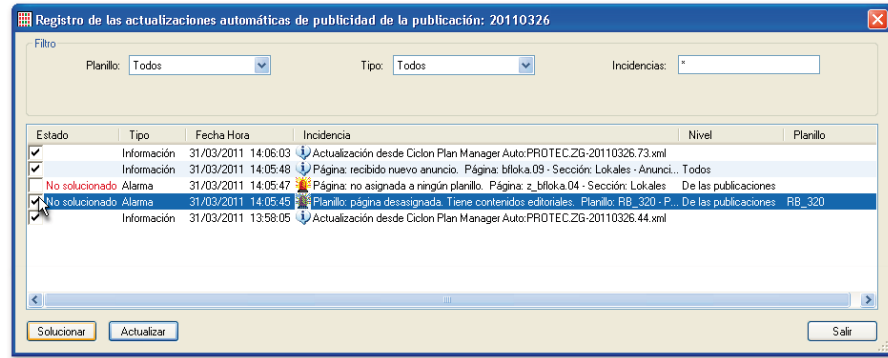 Registro de las actualizaciones automáticas de publicidad de la publicación: 20110326
Filtro
Planillo: Todos Tipo: Todos Incidencias: *
Estado Tipo Fecha Hora Incidencia Nivel Planillo
Información 31/03/2011 14:06:03 Actualización desde Ciclon Plan Manager Auto:PROTEC.ZG-20110326.73.xml
Información 31/03/2011 14:05:48 Página: recibido nuevo anuncio. Página: bfloka.09 - Sección: Lokales - Anunci... Todos
No solucionado Alarma 31/03/2011 14:05:47 Página: no asignada a ningún planillo. Página: z_bfloka.04 - Sección: Lokales De las publicaciones
No solucionado Alarma 31/03/2011 14:05:45 Planillo: página desasignada. Tiene contenidos editoriales. Planillo: RB_320 - P... De las publicaciones RB_320
Información 31/03/2011 13:58:05 Actualización desde Ciclon Plan Manager Auto:PROTEC.ZG-20110326.44.xml
Solucionar Actualizar Salir